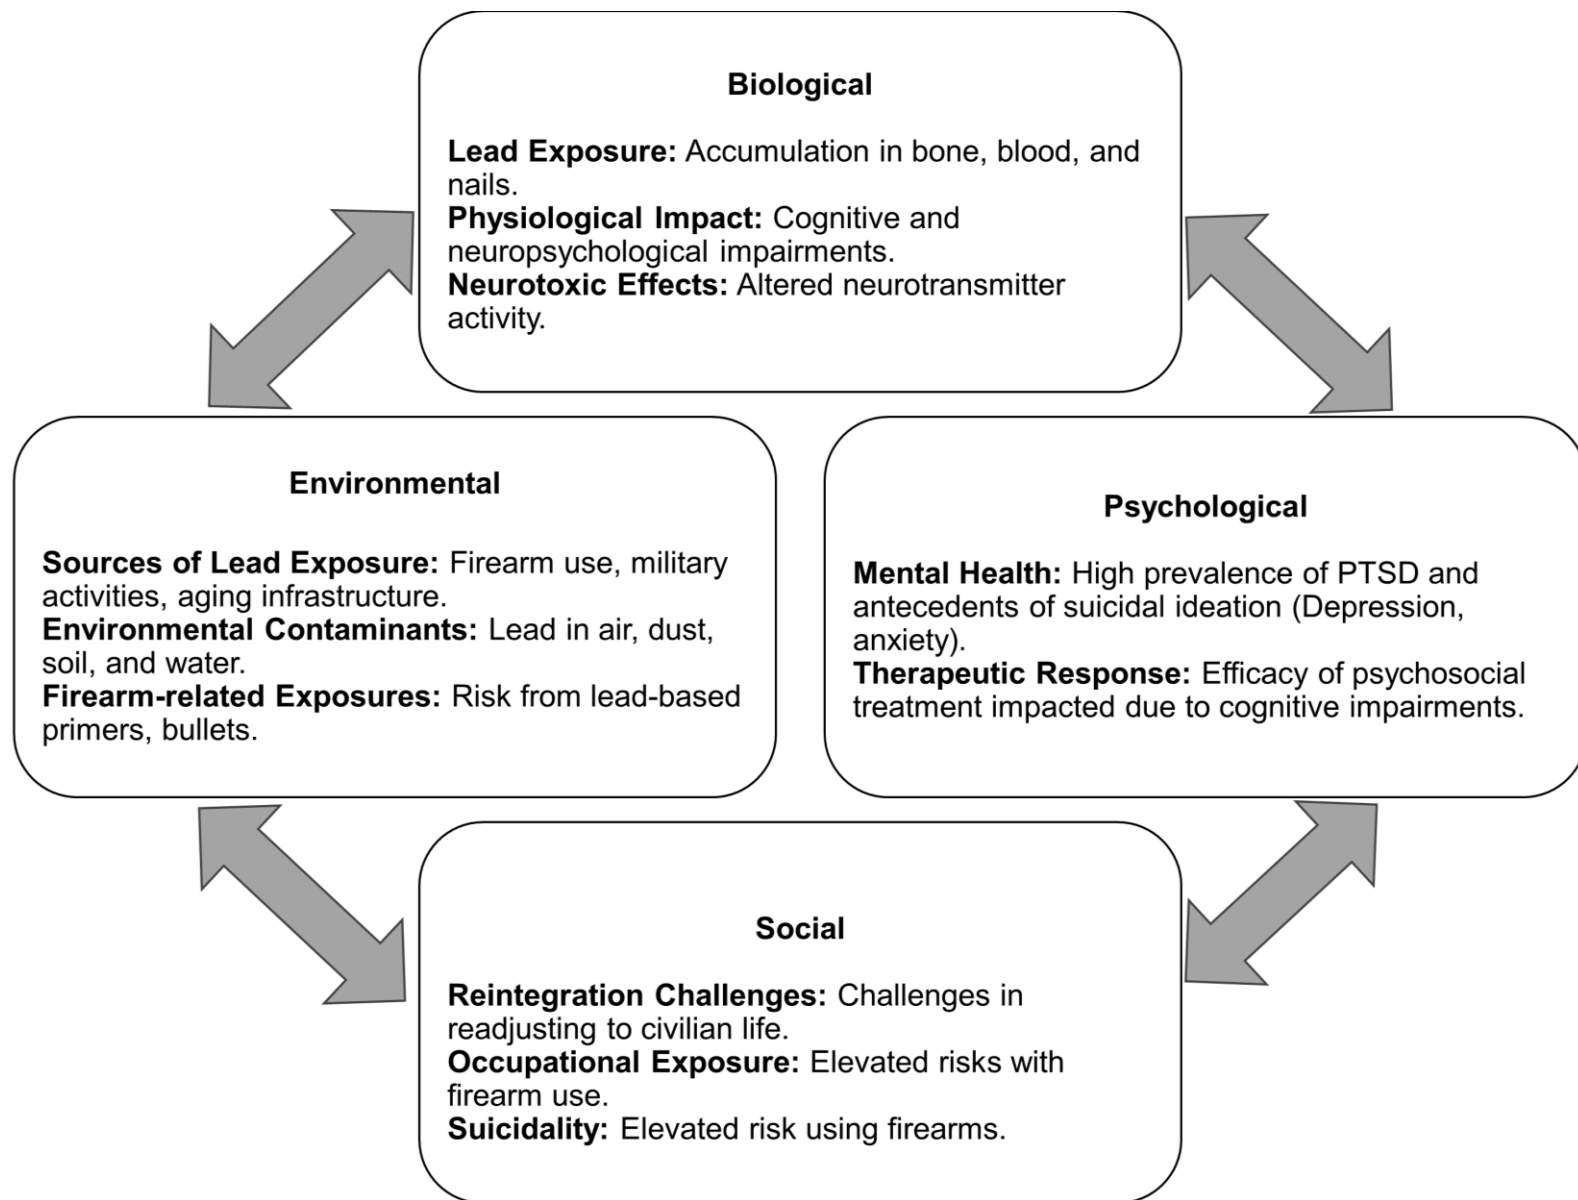 Biological
Lead Exposure: Accumulation in bone, blood, and
nails.
Physiological Impact: Cognitive and
neuropsychological impairments.
Neurotoxic Effects: Altered neurotransmitter
activity.
Environmental
Sources of Lead Exposure: Firearm use, military
activities, aging infrastructure.
Environmental Contaminants: Lead in air, dust,
soil, and water.
Firearm-related Exposures: Risk from lead-based
primers, bullets.
Psychological
Mental Health: High prevalence of PTSD and
antecedents of suicidal ideation (Depression,
anxiety).
Therapeutic Response: Efficacy of psychosocial
treatment impacted due to cognitive impairments.
Social
Reintegration Challenges: Challenges in
readjusting to civilian life.
Occupational Exposure: Elevated risks with
firearm use.
Suicidality: Elevated risk using firearms.